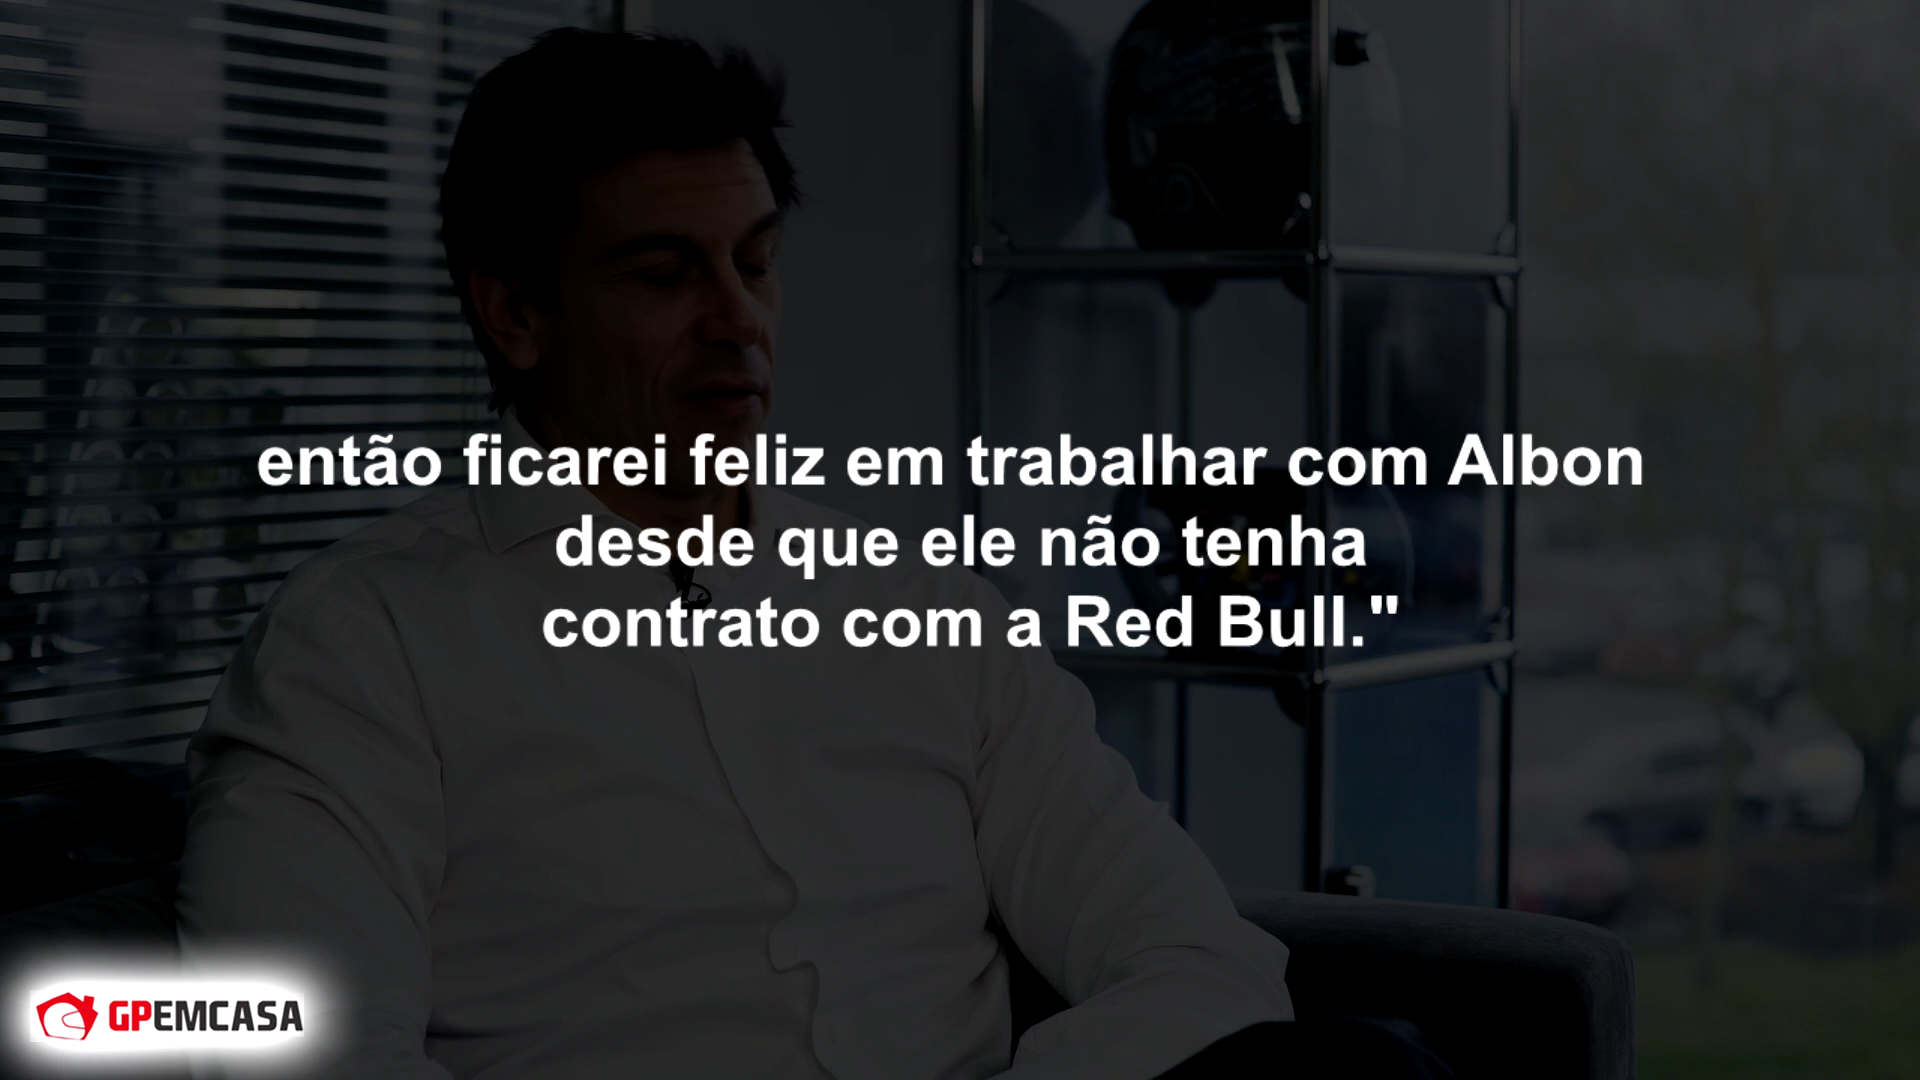 então ficarei feliz em trabalhar com Albon
desde que ele não tenha
contrato com a Red Bull."
GPEMCASA